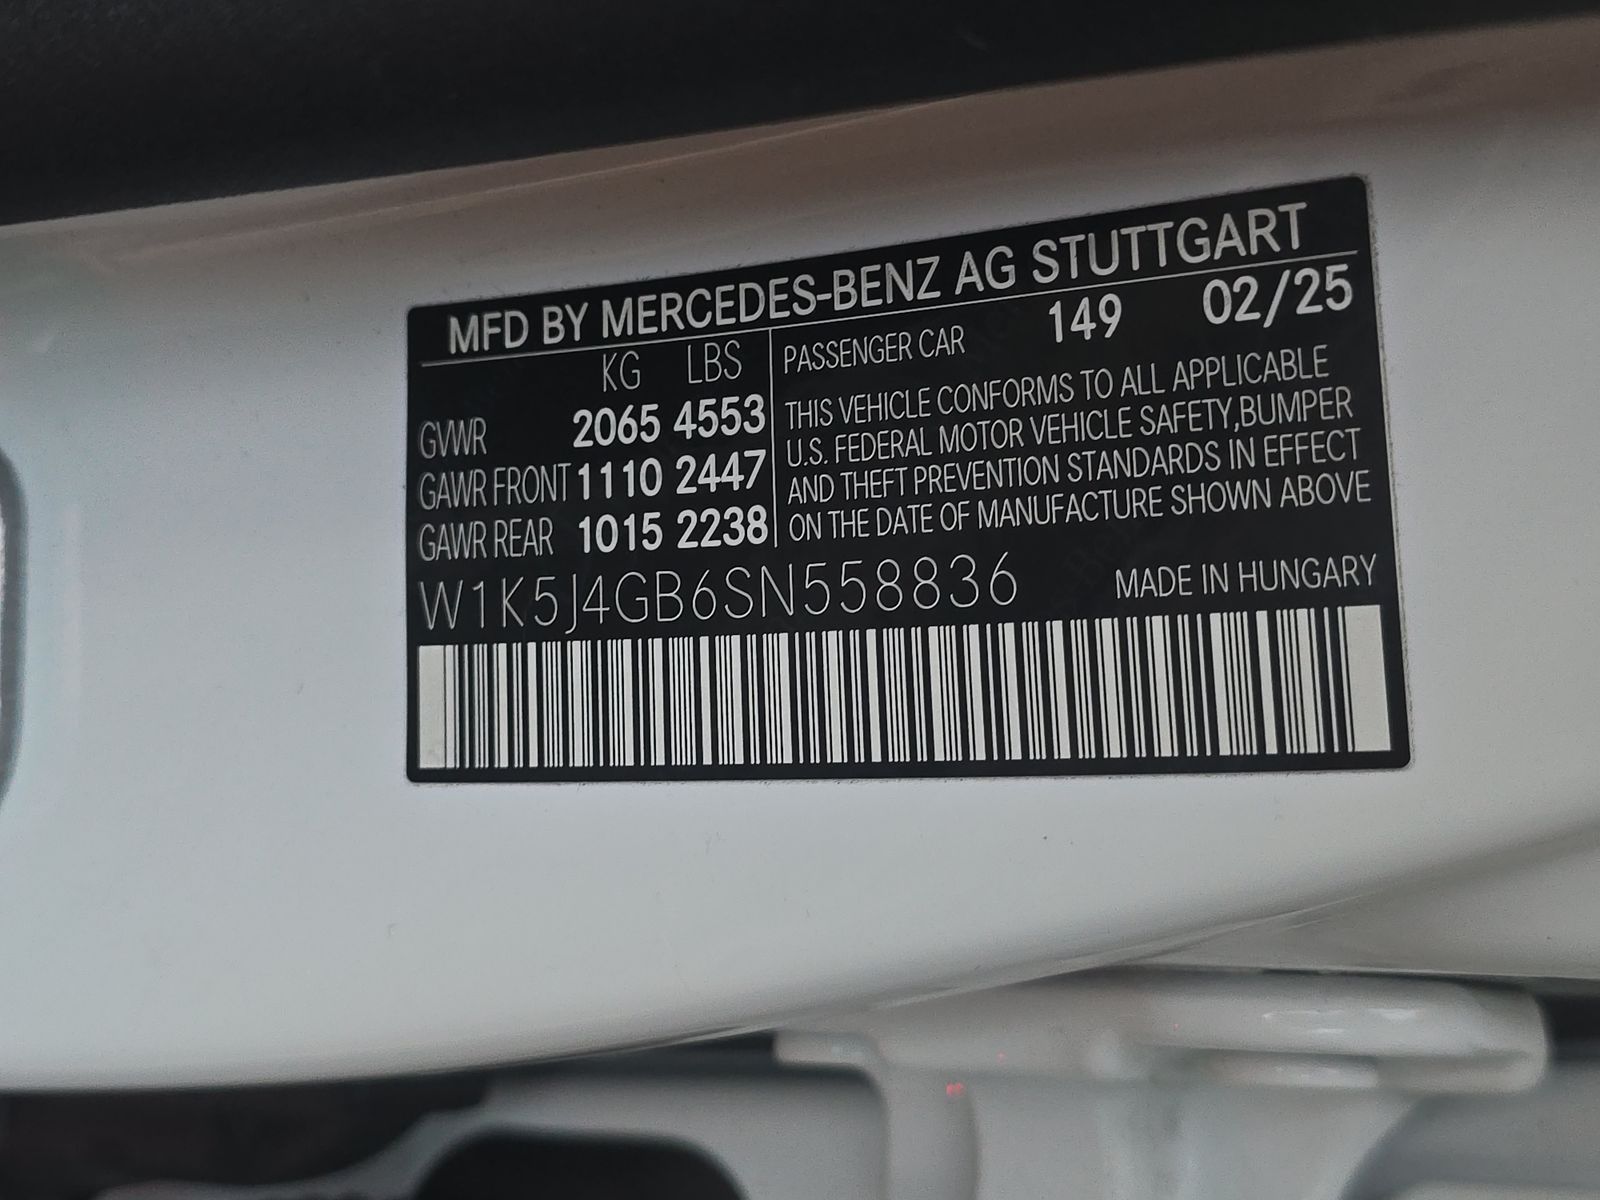 MFD BY MERCEDES-BENZ AG STUTTGART
KG LBS
GVWR 2065 4553
GAWR FRONT 1110 2447
GAWR REAR 1015 2238
PASSENGER CAR 149 02/25
THIS VEHICLE CONFORMS TO ALL APPLICABLE
U.S. FEDERAL MOTOR VEHICLE SAFETY,BUMPER
AND THEFT PREVENTION STANDARDS IN EFFECT
ON THE DATE OF MANUFACTURE SHOWN ABOVE
W1K5J4GB6SN558836 MADE IN HUNGARY